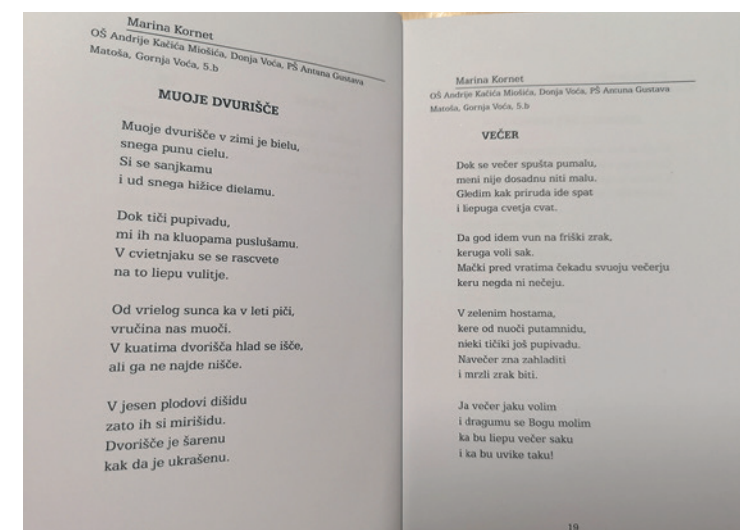 Marina Kornet
OŠ Andrije Kačića Miošića, Donja Voća, PŠ Antuna Gustava
Matoša, Gornja Voća, 5.b
MUOJE DVURIŠČE
Muoje dvurišče v zimi je bielu,
snega punu cielu.
Si se sanjkamu
i ud snega hižice dielamu.
Dok tiči pupivadu,
mi ih na kluopama puslušamu.
V cvietnjaku se se rascvete
na to liepu vulitje.
Od vrielog sunca ka v leti piči,
vručina nas muoči.
V kuatima dvorišča hlad se išče,
ali ga ne najde nišče.
V jesen plodovi dišidu
zato ih si mirišidu.
Dvorišče je šarenu
kak da je ukrašenu.
Marina Kornet
OŠ Andrije Kačića Miošića, Donja Voća, PŠ Antuna Gustava
Matoša, Gornja Voća, 5.b
VEČER
Dok se večer spušta pumalu,
meni nije dosadnu niti malu.
Gledim kak priruda ide spat
i liepuga cvetja cvat.
Da god idem vun na friški zrak,
keruga voli sak.
Mački pred vratima čekadu svuoju večerju
keru negda ni nečeju.
V zelenim hostama,
kere od nuoči putamnidu,
nieki tičiki još pupivadu.
Navečer zna zahladiti
i mrzli zrak biti.
Ja večer jaku volim
i dragumu se Bogu molim
ka bu liepu večer saku
i ka bu uvike taku!
19